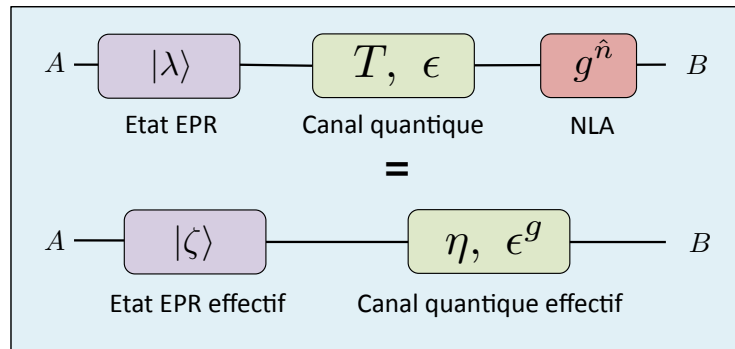 A |λ⟩ T, ϵ g^n̂ B
Etat EPR Canal quantique NLA
=
A |ζ⟩ η, ϵ^g B
Etat EPR effectif Canal quantique effectif